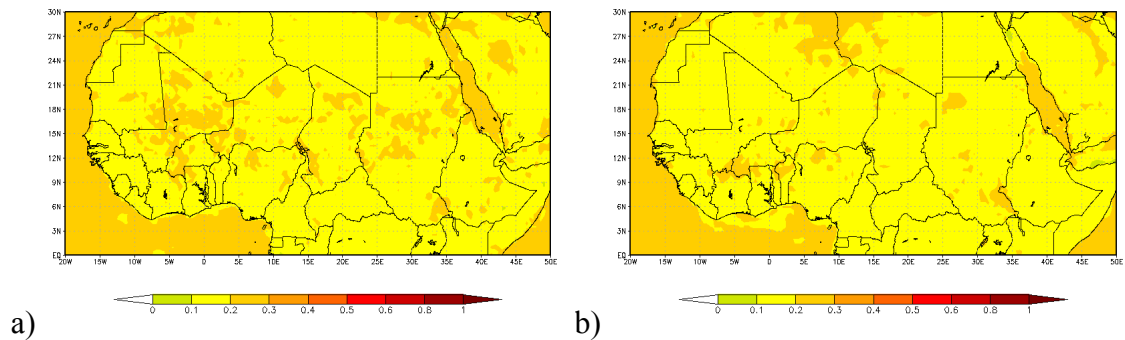 30N 30N
27N 27N
24N 24N
21N 21N
18N 18N
15N 15N
12N 12N
9N 9N
6N 6N
3N 3N
EQ EQ
20W 15W 10W 5W 0 5E 10E 15E 20E 25E 30E 35E 40E 45E 50E 20W 15W 10W 5W 0 5E 10E 15E 20E 25E 30E 35E 40E 45E 50E
0 0.1 0.2 0.3 0.4 0.5 0.6 0.8 1 0 0.1 0.2 0.3 0.4 0.5 0.6 0.8 1
a) b)